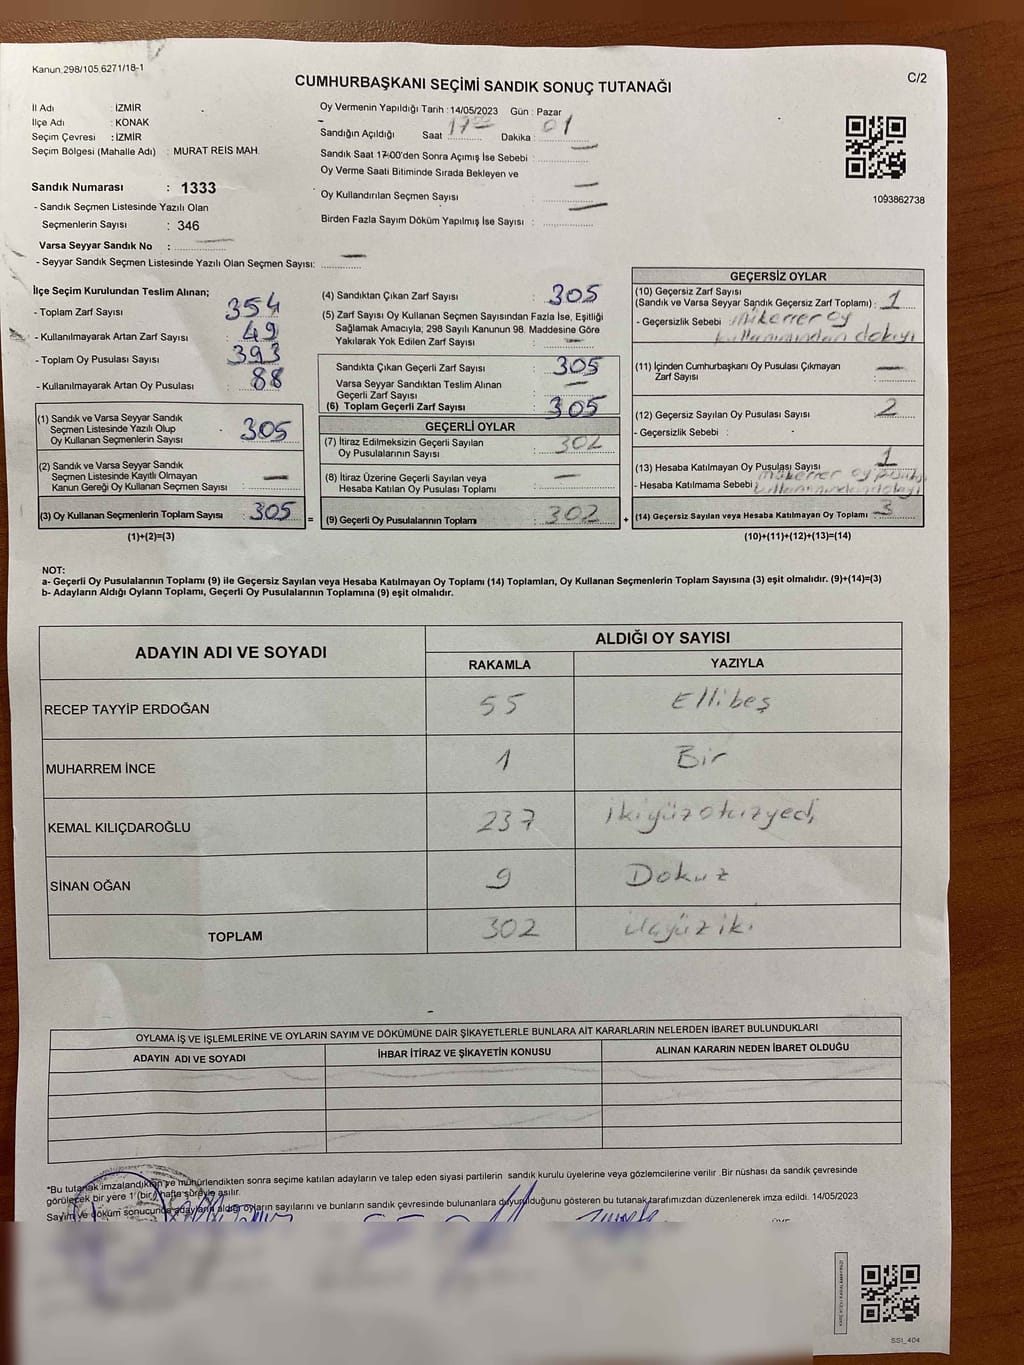 Kanun 298/105,6271/18-1
C/2
CUMHURBAŞKANI SEÇİMİ SANDIK SONUÇ TUTANAĞI
İl Adı : İZMİR
İlçe Adı : KONAK
Seçim Çevresi : İZMİR
Seçim Bölgesi (Mahalle Adı) : MURAT REİS MAH.
Sandık Numarası : 1333
- Sandık Seçmen Listesinde Yazılı Olan
Seçmenlerin Sayısı : 346
Varsa Seyyar Sandık No :
- Seyyar Sandık Seçmen Listesinde Yazılı Olan Seçmen Sayısı:
Oy Vermenin Yapıldığı Tarih : 14/05/2023 Gün : Pazar
Sandığın Açıldığı Saat 17 00 Dakika : 01
Sandık Saat 17:00'den Sonra Açımış İse Sebebi :
Oy Verme Saati Bitiminde Sırada Bekleyen ve
Oy Kullandırılan Seçmen Sayısı :
Birden Fazla Sayım Döküm Yapılmış İse Sayısı :
1093862738
İlçe Seçim Kurulundan Teslim Alınan;
- Toplam Zarf Sayısı : 354
- Kullanılmayarak Artan Zarf Sayısı : 49
- Toplam Oy Pusulası Sayısı : 393
- Kullanılmayarak Artan Oy Pusulası : 88
(1) Sandık ve Varsa Seyyar Sandık
Seçmen Listesinde Yazılı Olup
Oy Kullanan Seçmenlerin Sayısı : 305
(2) Sandık ve Varsa Seyyar Sandık
Seçmen Listesinde Kayıtlı Olmayan
Kanun Gereği Oy Kullanan Seçmen Sayısı :
(3) Oy Kullanan Seçmenlerin Toplam Sayısı : 305
(1)+(2)=(3)
(4) Sandıktan Çıkan Zarf Sayısı : 305
(5) Zarf Sayısı Oy Kullanan Seçmen Sayısından Fazla İse, Eşitliği
Sağlamak Amacıyla; 298 Sayılı Kanunun 98. Maddesine Göre
Yakılarak Yok Edilen Zarf Sayısı :
Sandıkta Çıkan Geçerli Zarf Sayısı : 305
Varsa Seyyar Sandıktan Teslim Alınan
Geçerli Zarf Sayısı :
(6) Toplam Geçerli Zarf Sayısı : 305
GEÇERLİ OYLAR
(7) İtiraz Edilmeksizin Geçerli Sayılan
Oy Pusulalarının Sayısı : 302
(8) İtiraz Üzerine Geçerli Sayılan veya
Hesaba Katılan Oy Pusulası Toplamı :
= (9) Geçerli Oy Pusulalarının Toplamı : 302 +
GEÇERSİZ OYLAR
(10) Geçersiz Zarf Sayısı
(Sandık ve Varsa Seyyar Sandık Geçersiz Zarf Toplamı) : 1
- Geçersizlik Sebebi : Mükerrer oy
kullanımından dolayı
(11) İçinden Cumhurbaşkanı Oy Pusulası Çıkmayan
Zarf Sayısı :
(12) Geçersiz Sayılan Oy Pusulası Sayısı : 2
- Geçersizlik Sebebi :
(13) Hesaba Katılmayan Oy Pusulası Sayısı : 1
- Hesaba Katılmama Sebebi : mükerrer oy
kullanımından dolayı
(14) Geçersiz Sayılan veya Hesaba Katılmayan Oy Toplamı : 3
(10)+(11)+(12)+(13)=(14)
NOT:
a- Geçerli Oy Pusulalarının Toplamı (9) ile Geçersiz Sayılan veya Hesaba Katılmayan Oy Toplamı (14) Toplamları, Oy Kullanan Seçmenlerin Toplam Sayısına (3) eşit olmalıdır. (9)+(14)=(3)
b- Adayların Aldığı Oyların Toplamı, Geçerli Oy Pusulalarının Toplamına (9) eşit olmalıdır.
ADAYIN ADI VE SOYADI ALDIĞI OY SAYISI
RAKAMLA YAZIYLA
RECEP TAYYİP ERDOĞAN 55 Ellibeş
MUHARREM İNCE 1 Bir
KEMAL KILIÇDAROĞLU 237 ikiyüzotuzyedi
SİNAN OĞAN 9 Dokuz
TOPLAM 302 üçyüziki
OYLAMA İŞ VE İŞLEMLERİNE VE OYLARIN SAYIM VE DÖKÜMÜNE DAİR ŞİKAYETLERLE BUNLARA AİT KARARLARIN NELERDEN İBARET BULUNDUKLARI
ADAYIN ADI VE SOYADI İHBAR İTİRAZ VE ŞİKAYETİN KONUSU ALINAN KARARIN NEDEN İBARET OLDUĞU
*Bu tutanak imzalandıktan ve mühürlendikten sonra seçime katılan adayların ve talep eden siyasi partilerin sandık kurulu üyelerine veya gözlemcilerine verilir. Bir nüshası da sandık çevresinde
görülecek bir yere 1 (bir) hafta süreyle asılır.
Sayım ve döküm sonucunda adayların aldığı oyların sayılarını ve bunların sandık çevresinde bulunanlara duyurulduğunu gösteren bu tutanak tarafımızdan düzenlenerek imza edildi. 14/05/2023
SSI_404